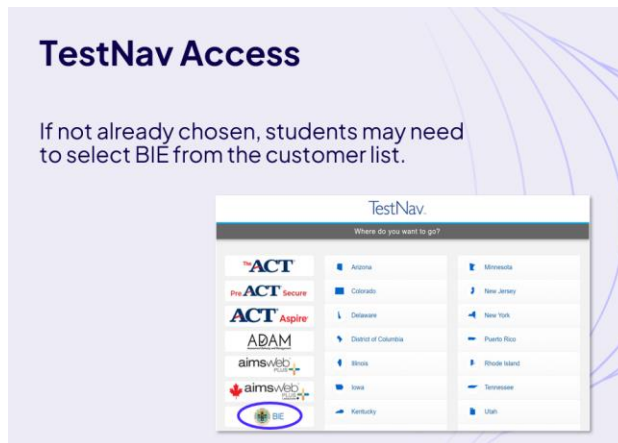 TestNav Access
If not already chosen, students may need
to select BIE from the customer list.
TestNav.
Where do you want to go?
The ACT
PreACT Secure
ACT Aspire
ADAM
aimsweb PLUS
aimsweb PLUS
BIE
Arizona
Colorado
Delaware
District of Columbia
Illinois
Iowa
Kentucky
Minnesota
New Jersey
New York
Puerto Rico
Rhode Island
Tennessee
Utah